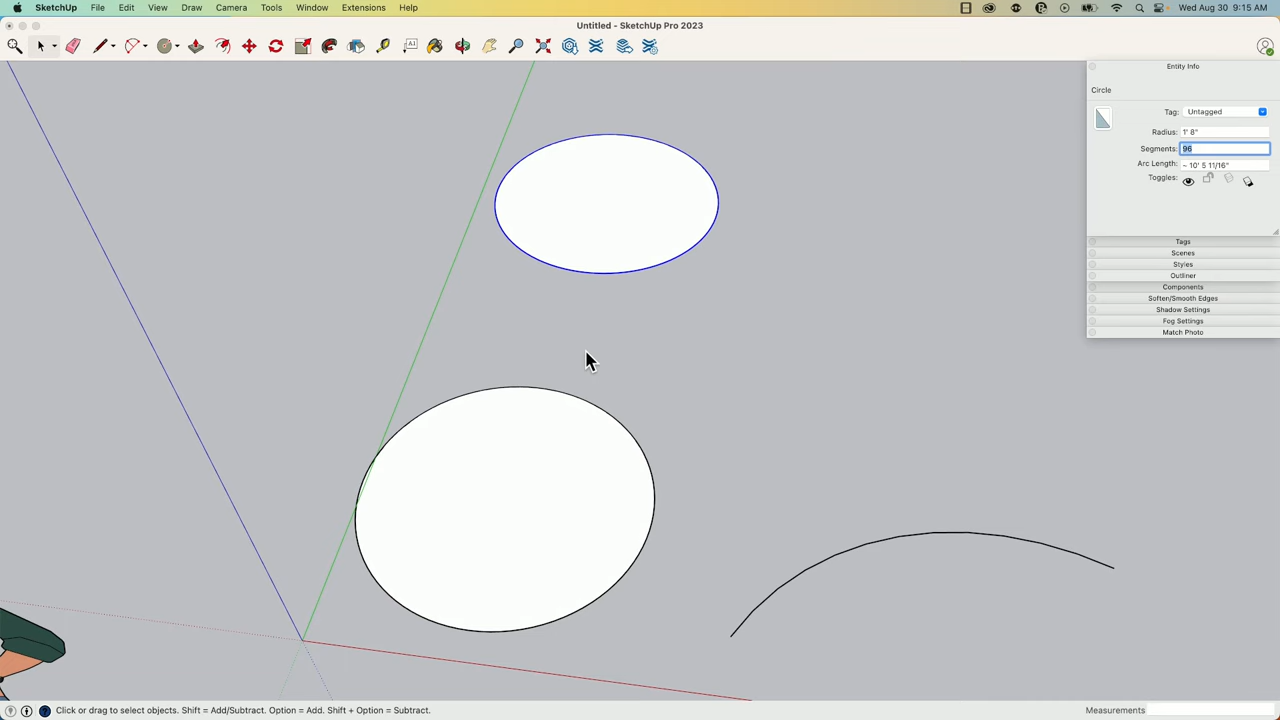 SketchUp File Edit View Draw Camera Tools Window Extensions Help Wed Aug 30 9:15 AM
Untitled - SketchUp Pro 2023
A1
Entity Info
Circle
Tag: Untagged
Radius: 1' 8"
Segments: 96
Arc Length: ~ 10' 5 11/16"
Toggles:
Tags
Scenes
Styles
Outliner
Components
Soften/Smooth Edges
Shadow Settings
Fog Settings
Match Photo
Click or drag to select objects. Shift = Add/Subtract. Option = Add. Shift + Option = Subtract. Measurements